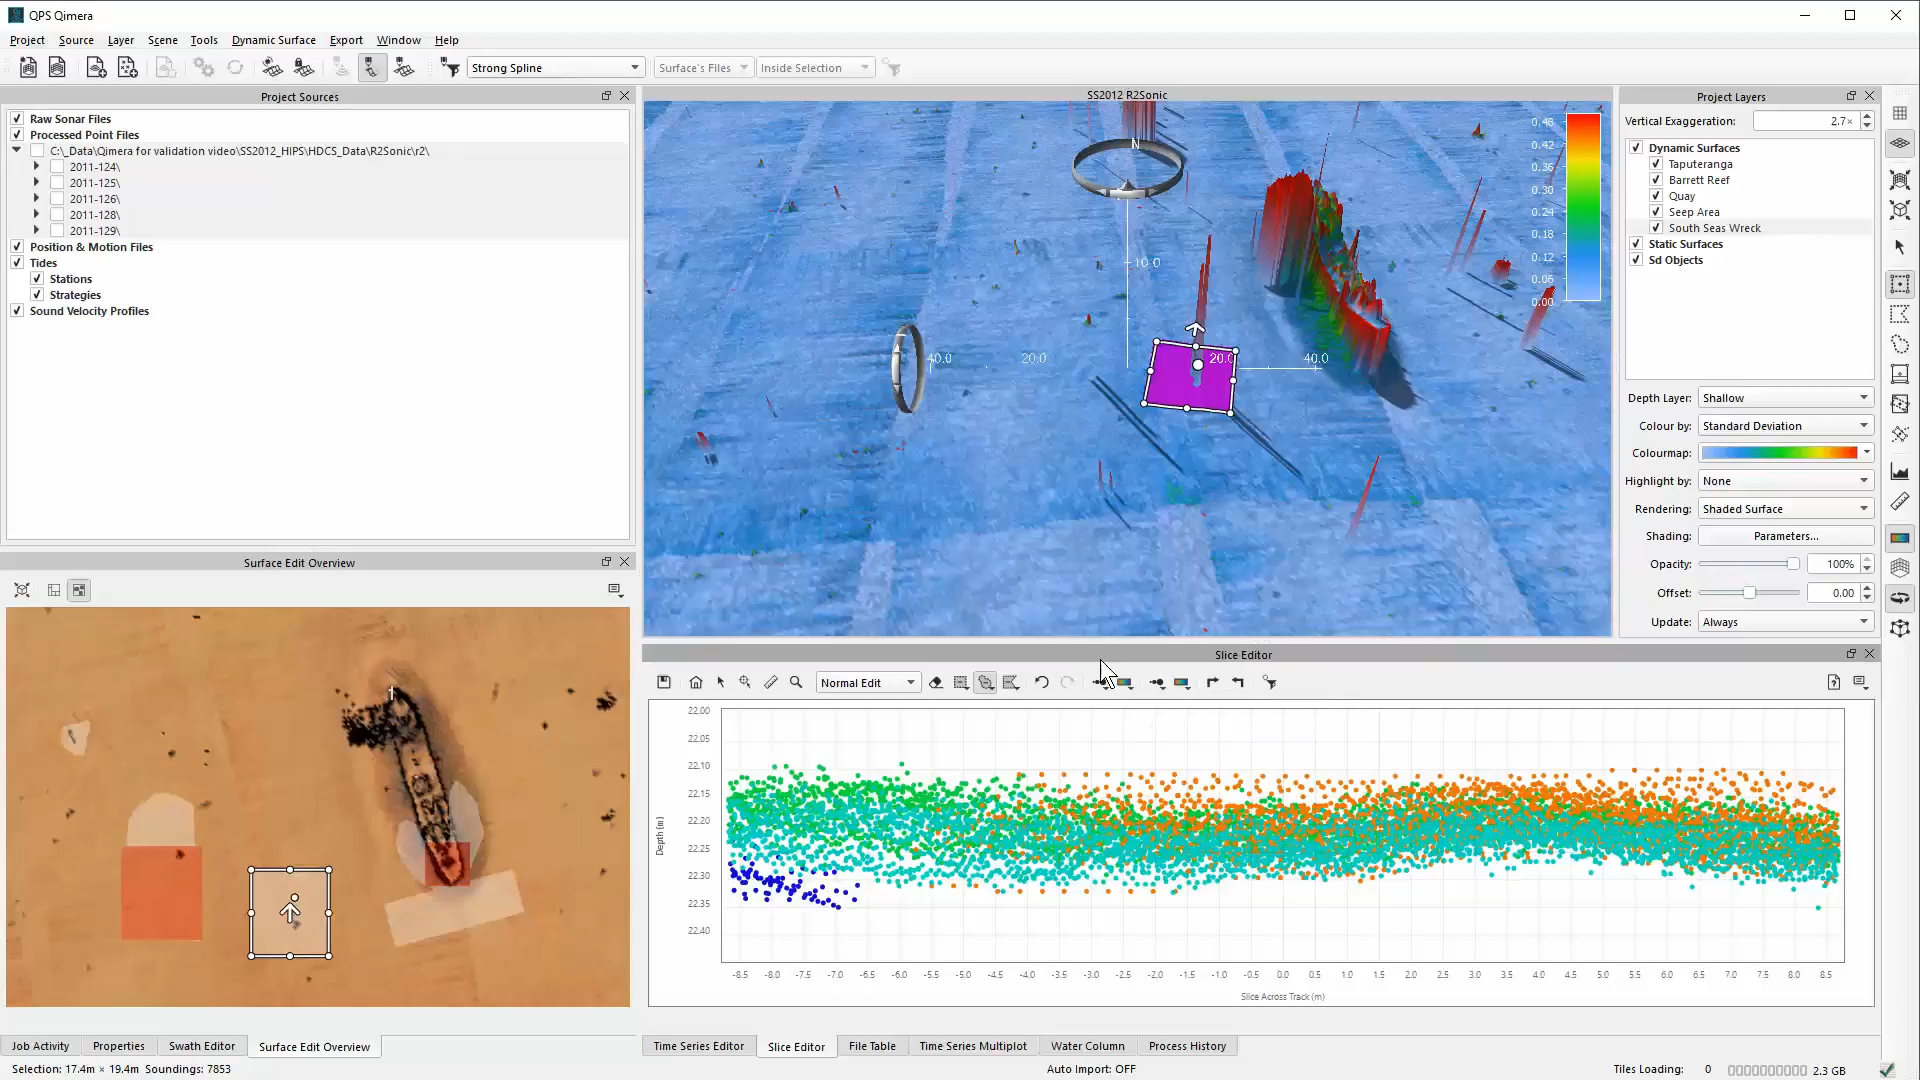 QPS Qimera
Project Source Layer Scene Tools Dynamic Surface Export Window Help
Strong Spline Surface's Files Inside Selection
Project Sources
Raw Sonar Files
Processed Point Files
C:\_Data\Qimera for validation video\SS2012_HIPS\HDCS_Data\R2Sonic\r2\
2011-124\
2011-125\
2011-126\
2011-128\
2011-129\
Position & Motion Files
Tides
Stations
Strategies
Sound Velocity Profiles
SS2012 R2Sonic
N
10.0
40.0 20.0 20.0 40.0
0.48
0.42
0.36
0.30
0.24
0.18
0.12
0.06
0.00
Project Layers
Vertical Exaggeration: 2.7×
Dynamic Surfaces
Taputeranga
Barrett Reef
Quay
Seep Area
South Seas Wreck
Static Surfaces
Sd Objects
Depth Layer: Shallow
Colour by: Standard Deviation
Colourmap:
Highlight by: None
Rendering: Shaded Surface
Shading: Parameters...
Opacity: 100%
Offset: 0.00
Update: Always
Surface Edit Overview
Slice Editor
Normal Edit
22.00
22.05
22.10
22.15
22.20
22.25
22.30
22.35
22.40
Depth (m)
-8.5 -8.0 -7.5 -7.0 -6.5 -6.0 -5.5 -5.0 -4.5 -4.0 -3.5 -3.0 -2.5 -2.0 -1.5 -1.0 -0.5 0.0 0.5 1.0 1.5 2.0 2.5 3.0 3.5 4.0 4.5 5.0 5.5 6.0 6.5 7.0 7.5 8.0 8.5
Slice Across Track (m)
Job Activity Properties Swath Editor Surface Edit Overview
Time Series Editor Slice Editor File Table Time Series Multiplot Water Column Process History
Selection: 17.4m × 19.4m Soundings: 7853 Auto Import: OFF Tiles Loading: 0 2.3 GB